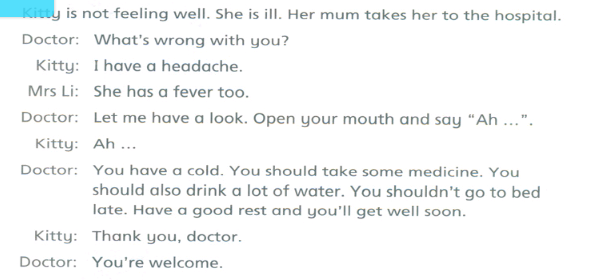 Kitty is not feeling well. She is ill. Her mum takes her to the hospital.
Doctor: What's wrong with you?
Kitty: I have a headache.
Mrs Li: She has a fever too.
Doctor: Let me have a look. Open your mouth and say “Ah ...”.
Kitty: Ah ...
Doctor: You have a cold. You should take some medicine. You
should also drink a lot of water. You shouldn't go to bed
late. Have a good rest and you'll get well soon.
Kitty: Thank you, doctor.
Doctor: You're welcome.